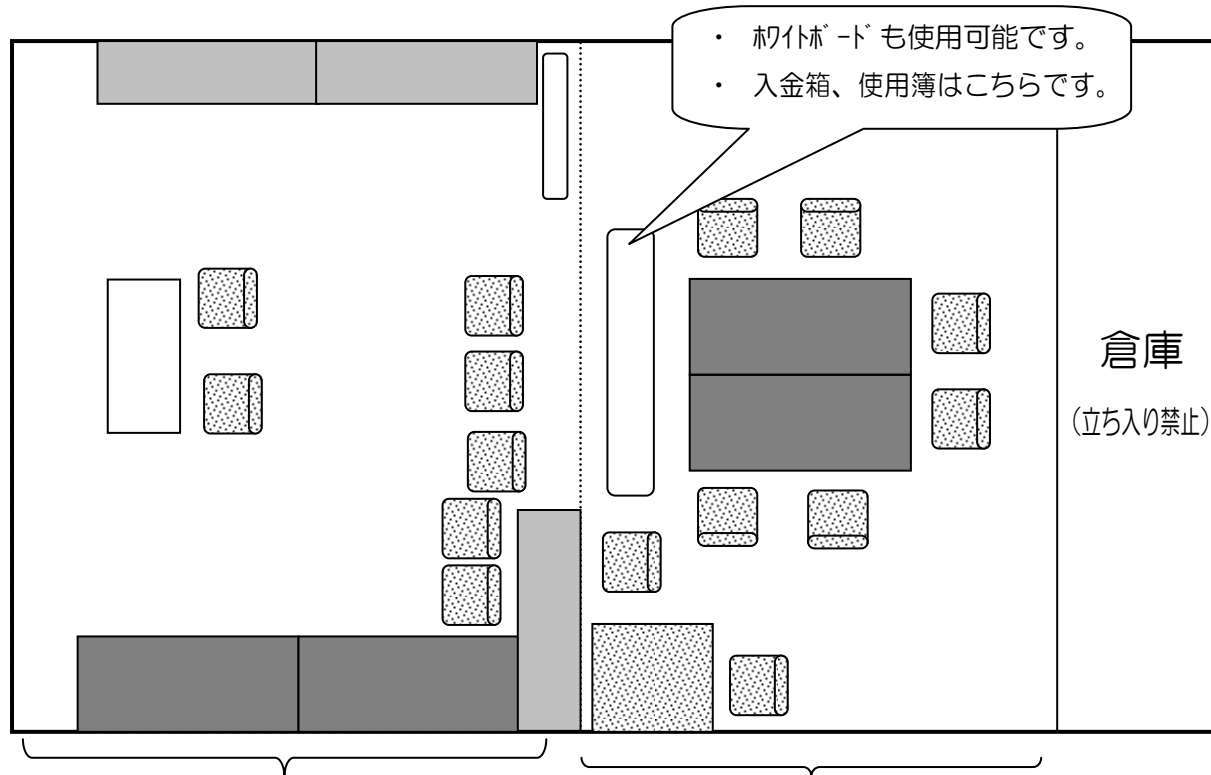 ・ ﾎﾜｲﾄﾎﾞｰﾄﾞも使用可能です。
・ 入金箱、使用簿はこちらです。
倉庫
（立ち入り禁止）